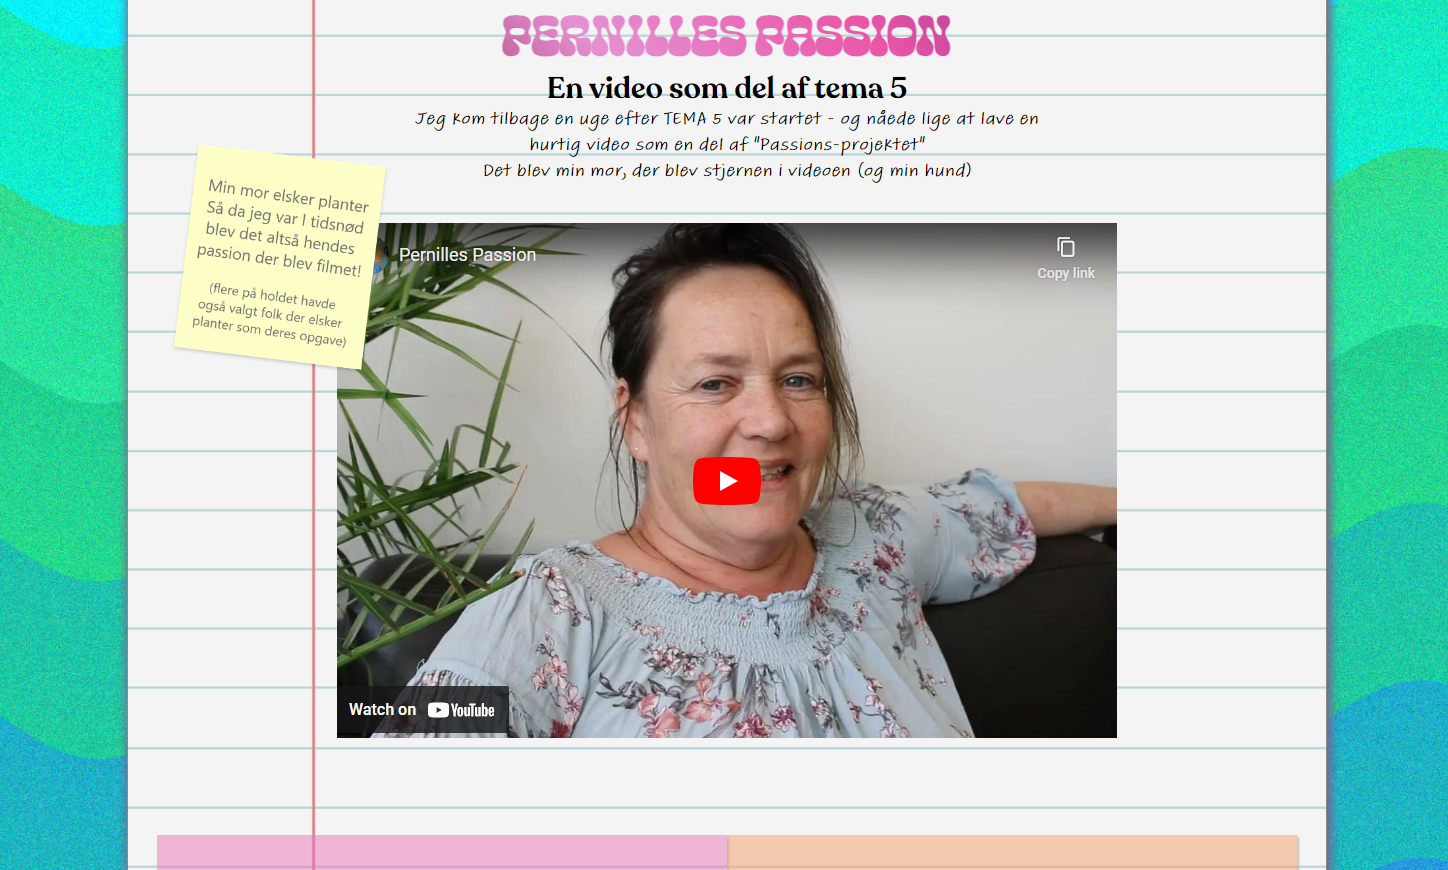 PERNILLES PASSION
En video som del af tema 5
Jeg kom tilbage en uge efter TEMA 5 var startet - og nåede lige at lave en
hurtig video som en del af "Passions-projektet"
Det blev min mor, der blev stjernen i videoen (og min hund)
Min mor elsker planter
Så da jeg var I tidsnød
blev det altså hendes
passion der blev filmet!
(flere på holdet havde
også valgt folk der elsker
planter som deres opgave)
Pernilles Passion
Copy link
Watch on YouTube